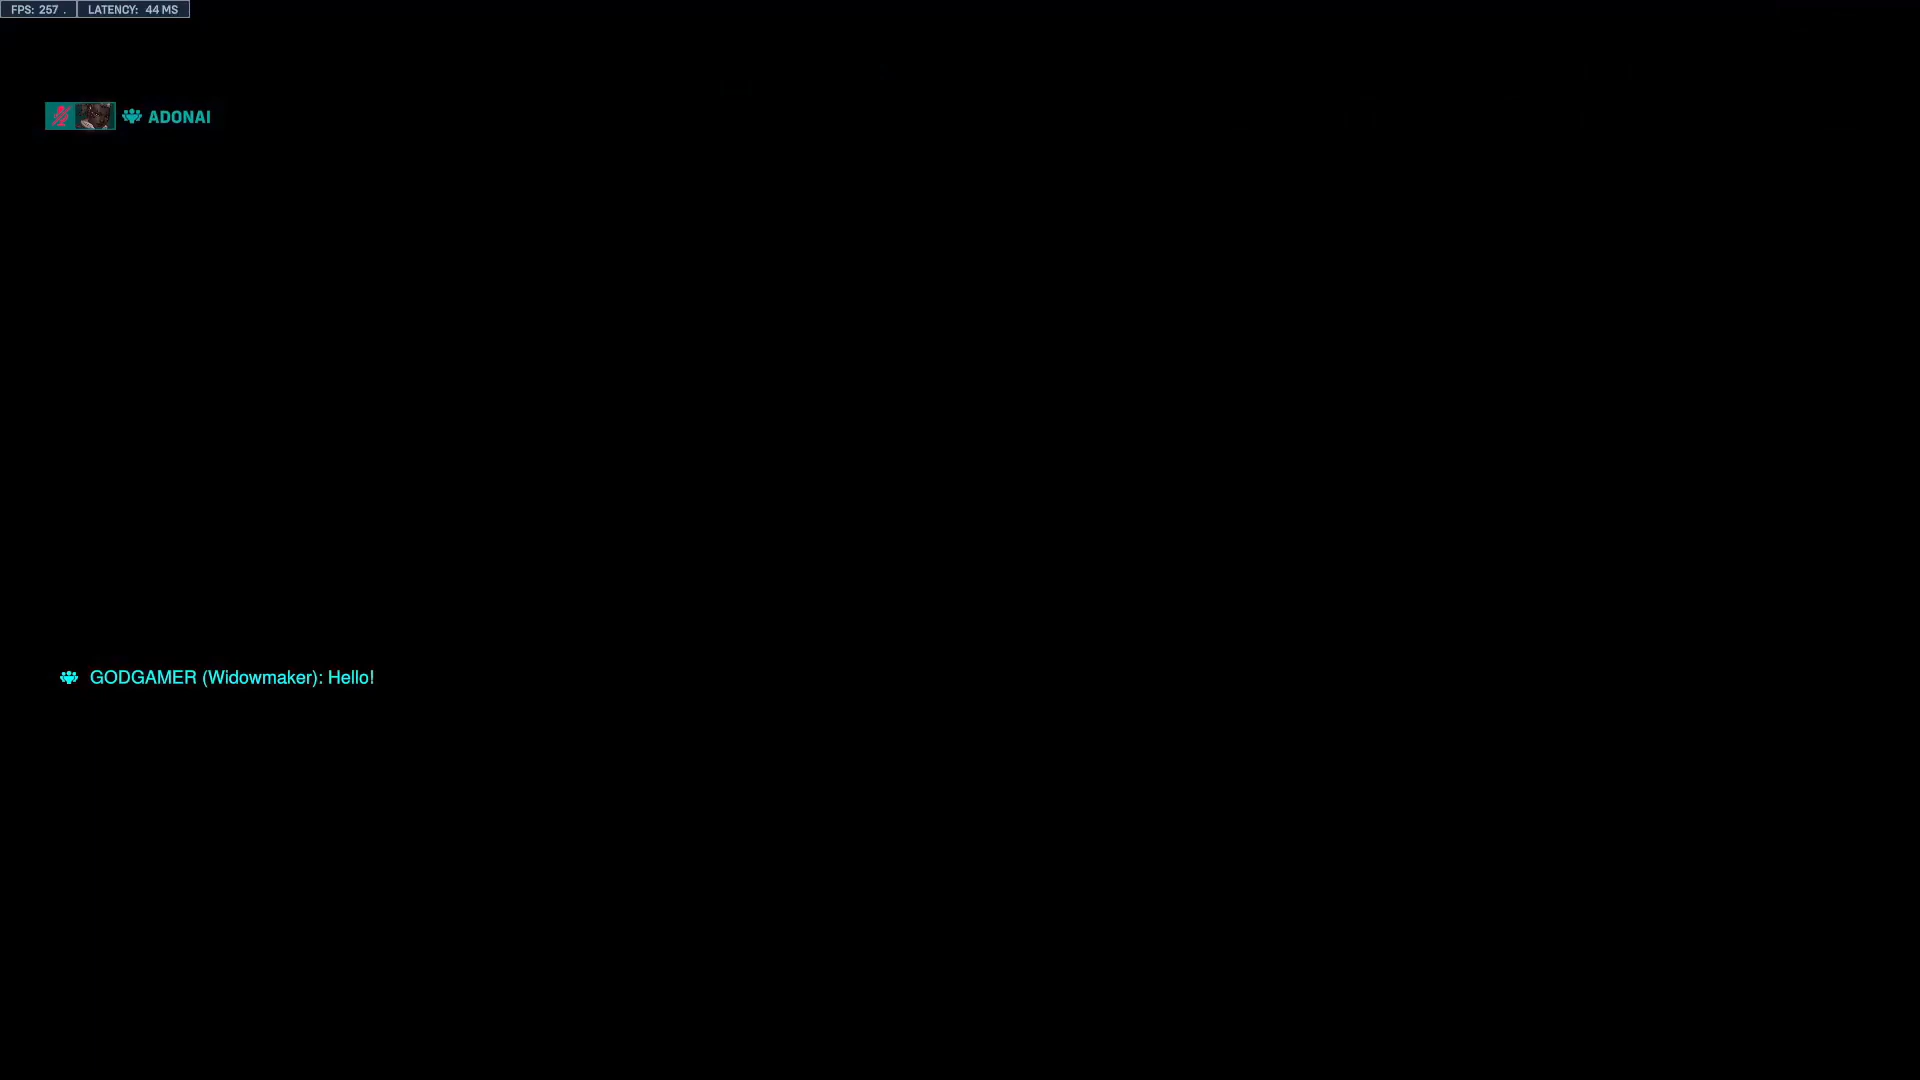 FPS: 257 . LATENCY: 44 MS
ADONAI
GODGAMER (Widowmaker): Hello!